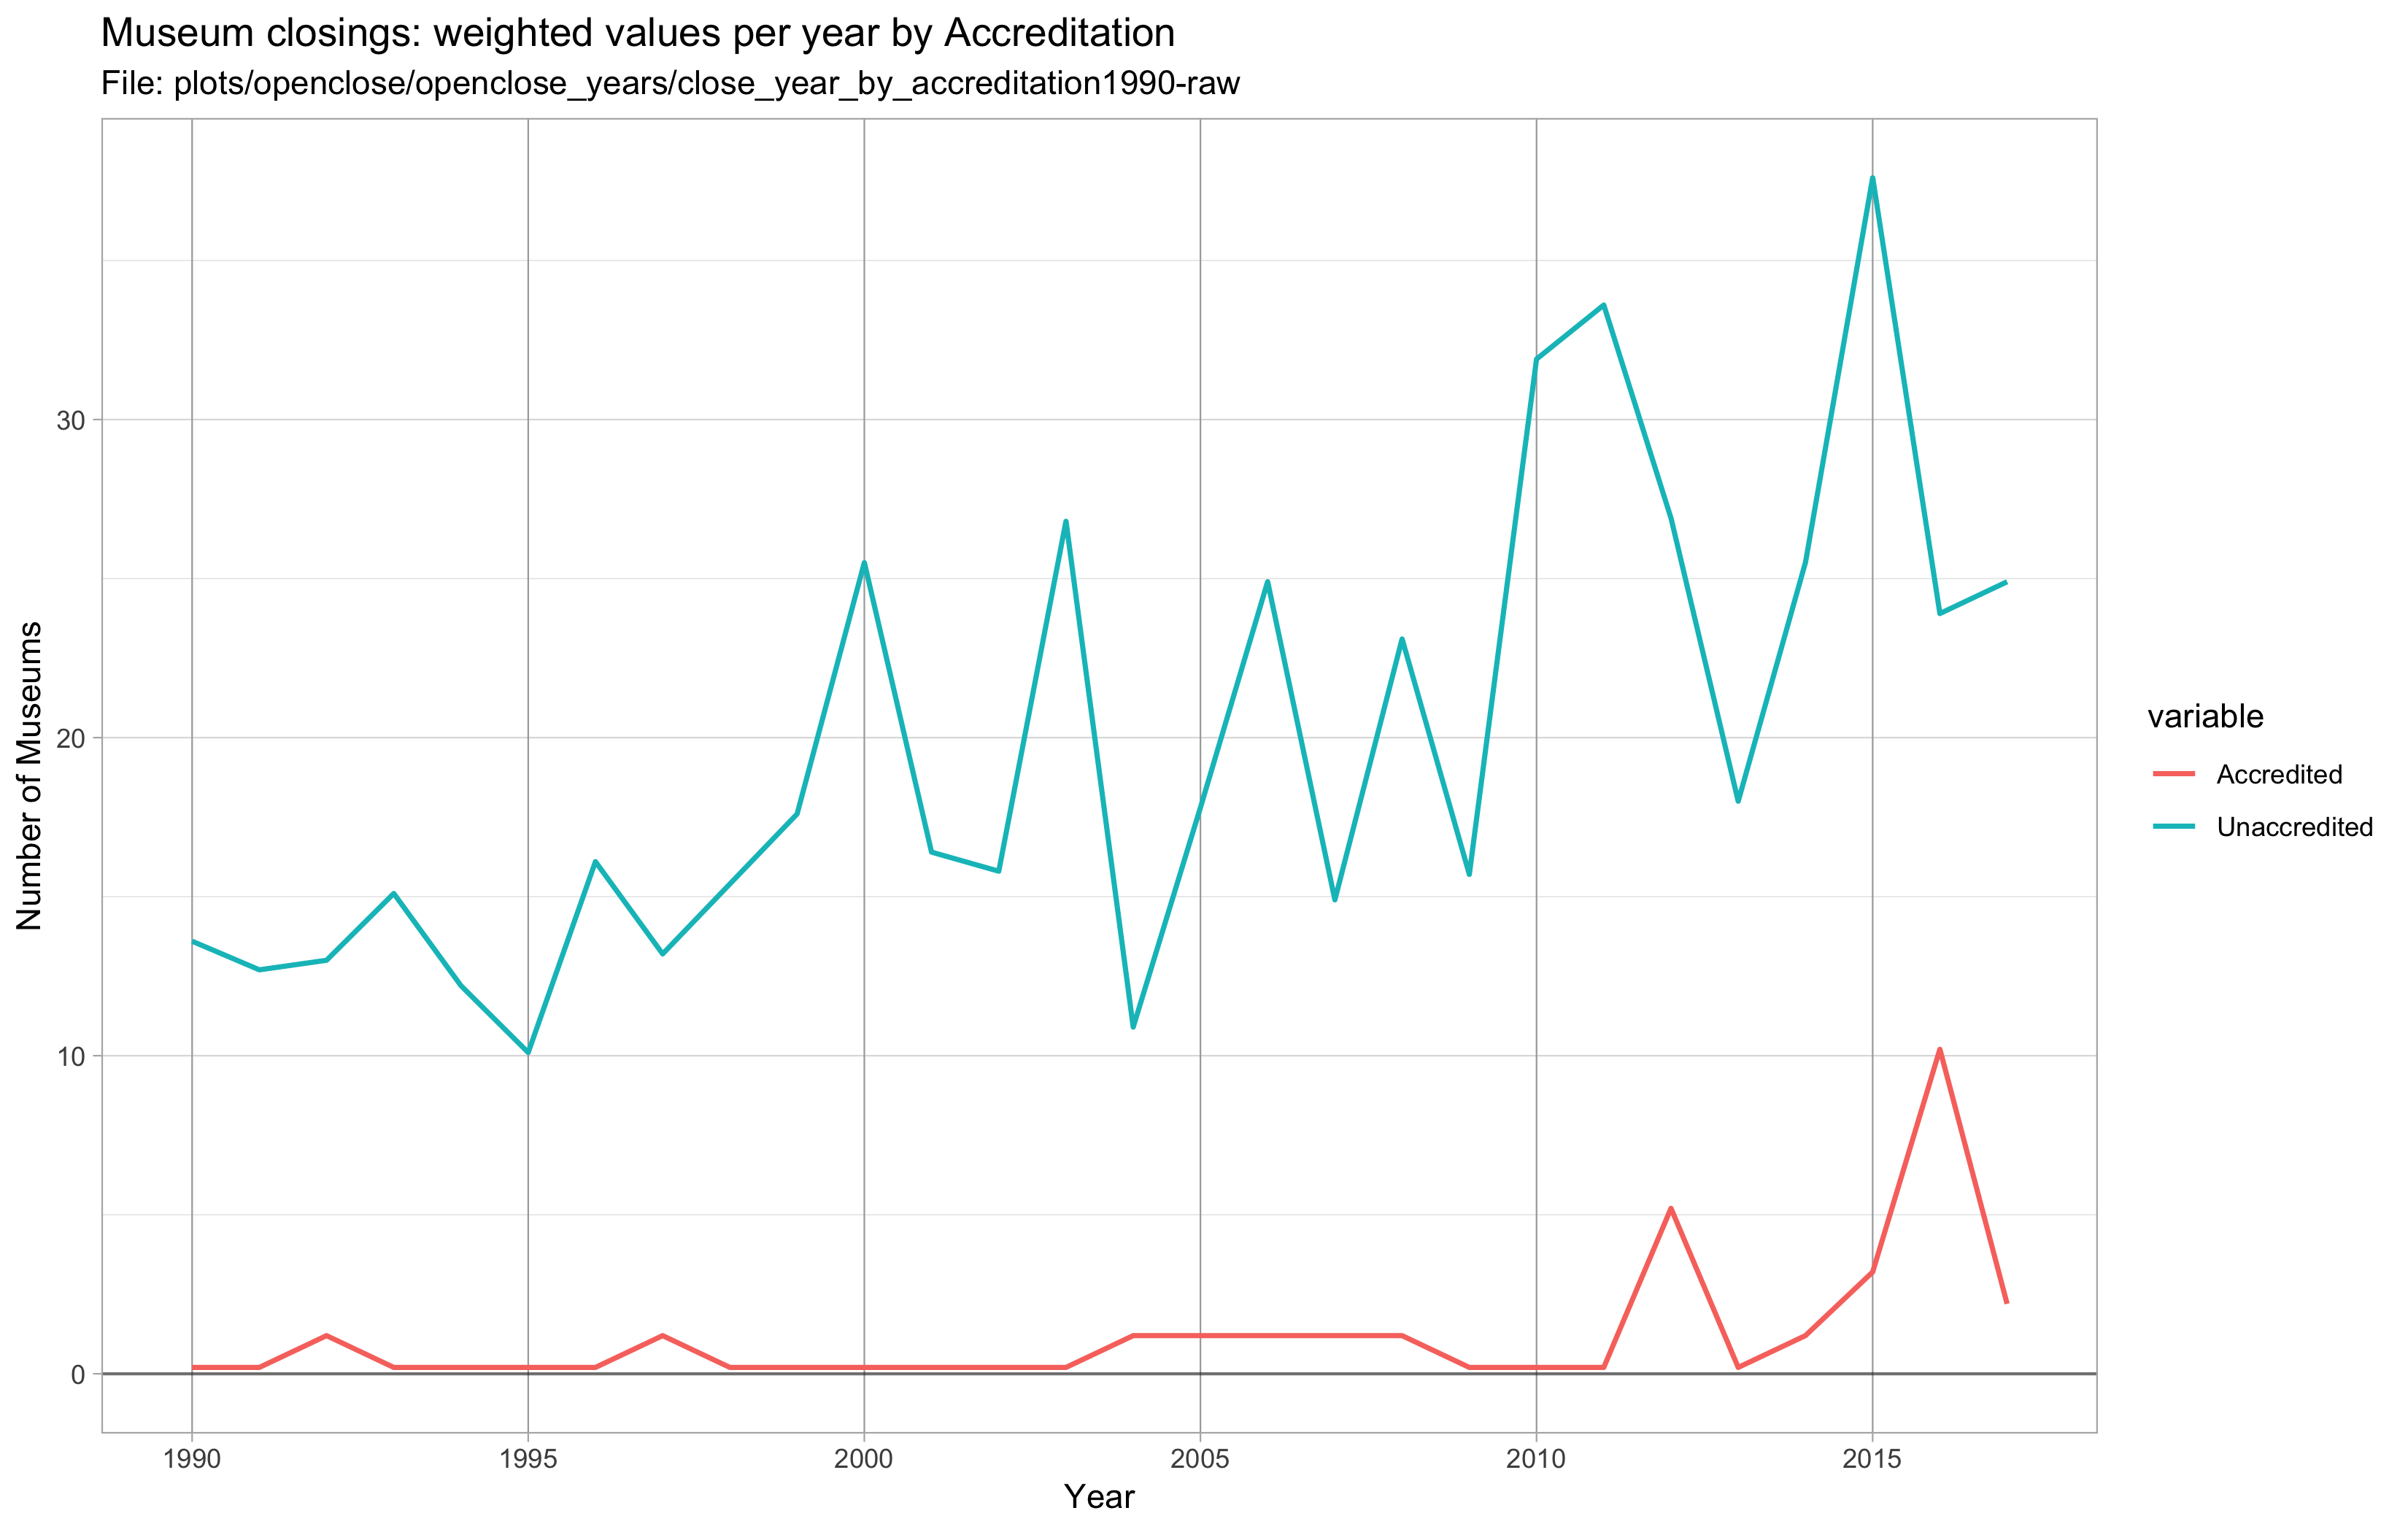 Museum closings: weighted values per year by Accreditation
File: plots/openclose/openclose_years/close_year_by_accreditation1990-raw
Number of Museums
30
20
10
0
1990 1995 2000 2005 2010 2015
Year
variable
Accredited
Unaccredited